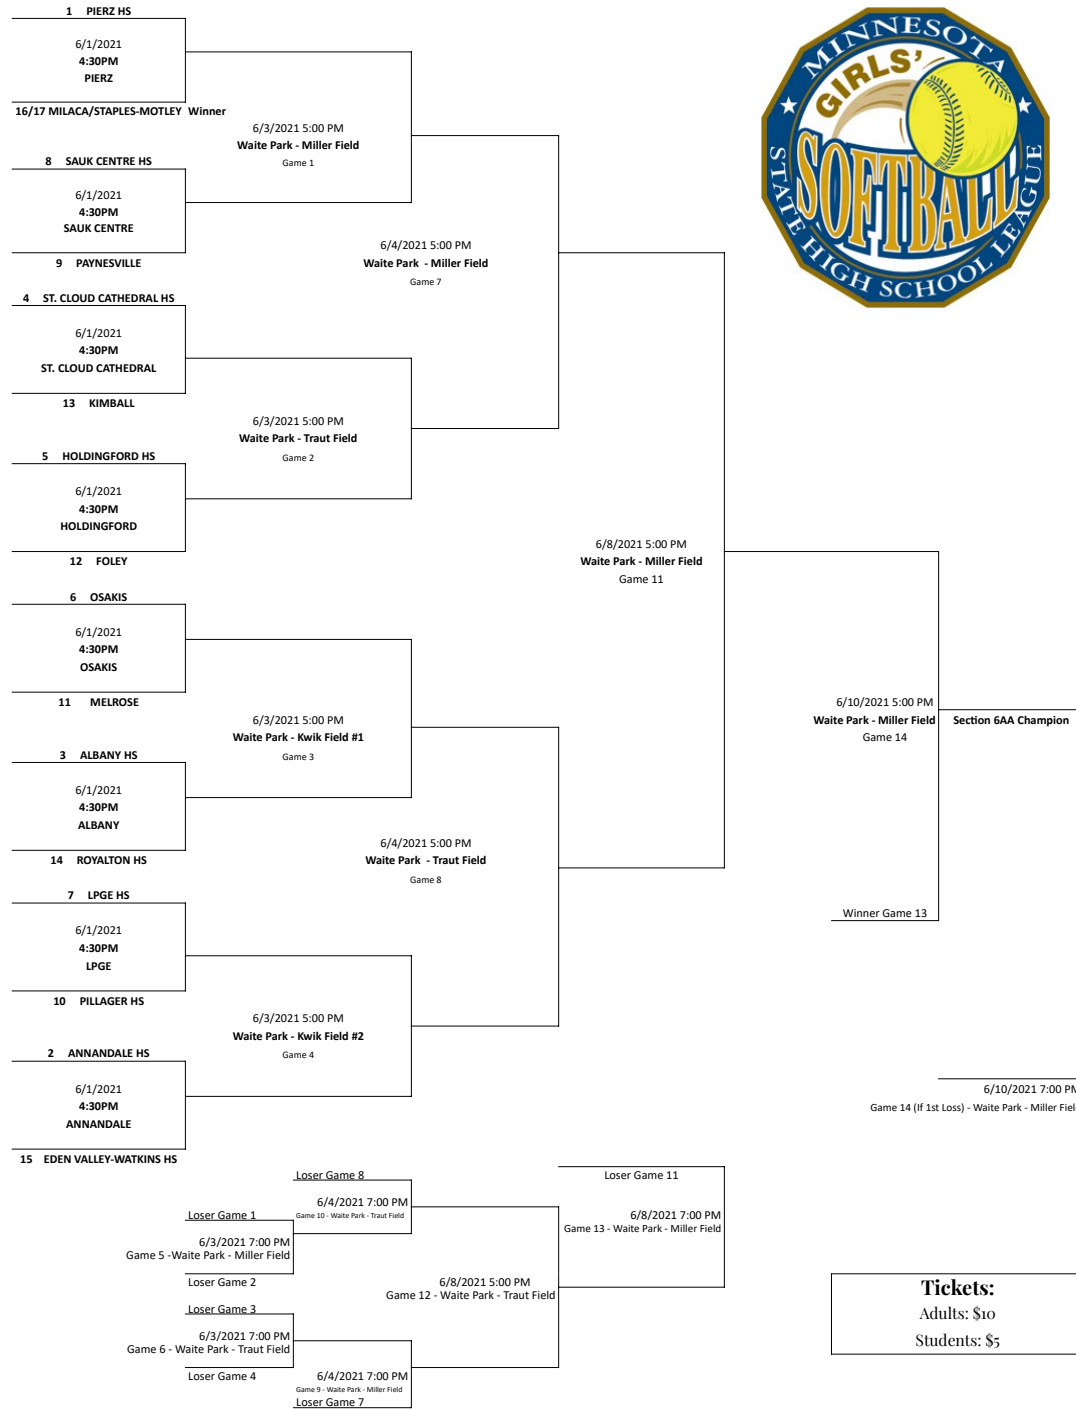 1 PIERZ HS
6/1/2021
4:30PM
PIERZ
16/17 MILACA/STAPLES-MOTLEY Winner
6/3/2021 5:00 PM
Waite Park - Miller Field
Game 1
8 SAUK CENTRE HS
6/1/2021
4:30PM
SAUK CENTRE
9 PAYNESVILLE
6/4/2021 5:00 PM
Waite Park - Miller Field
Game 7
4 ST. CLOUD CATHEDRAL HS
6/1/2021
4:30PM
ST. CLOUD CATHEDRAL
13 KIMBALL
6/3/2021 5:00 PM
Waite Park - Traut Field
Game 2
5 HOLDINGFORD HS
6/1/2021
4:30PM
HOLDINGFORD
12 FOLEY
6/8/2021 5:00 PM
Waite Park - Miller Field
Game 11
6 OSAKIS
6/1/2021
4:30PM
OSAKIS
11 MELROSE
6/3/2021 5:00 PM
Waite Park - Kwik Field #1
Game 3
6/10/2021 5:00 PM
Waite Park - Miller Field
Game 14
Section 6AA Champion
3 ALBANY HS
6/1/2021
4:30PM
ALBANY
14 ROYALTON HS
6/4/2021 5:00 PM
Waite Park - Traut Field
Game 8
7 LPGE HS
6/1/2021
4:30PM
LPGE
10 PILLAGER HS
Winner Game 13
6/3/2021 5:00 PM
Waite Park - Kwik Field #2
Game 4
2 ANNANDALE HS
6/1/2021
4:30PM
ANNANDALE
15 EDEN VALLEY-WATKINS HS
6/10/2021 7:00 PM
Game 14 (If 1st Loss) - Waite Park - Miller Fiel
Loser Game 8
6/4/2021 7:00 PM
Game 10 - Waite Park - Traut Field
Loser Game 1
6/3/2021 7:00 PM
Game 5 -Waite Park - Miller Field
Loser Game 2
Loser Game 11
6/8/2021 7:00 PM
Game 13 - Waite Park - Miller Field
6/8/2021 5:00 PM
Game 12 - Waite Park - Traut Field
Loser Game 3
6/3/2021 7:00 PM
Game 6 - Waite Park - Traut Field
Loser Game 4
6/4/2021 7:00 PM
Game 9 - Waite Park - Miller Field
Loser Game 7
Tickets:
Adults: $10
Students: $5
MINNESOTA
GIRLS'
SOFTBALL
STATE HIGH SCHOOL LEAGUE